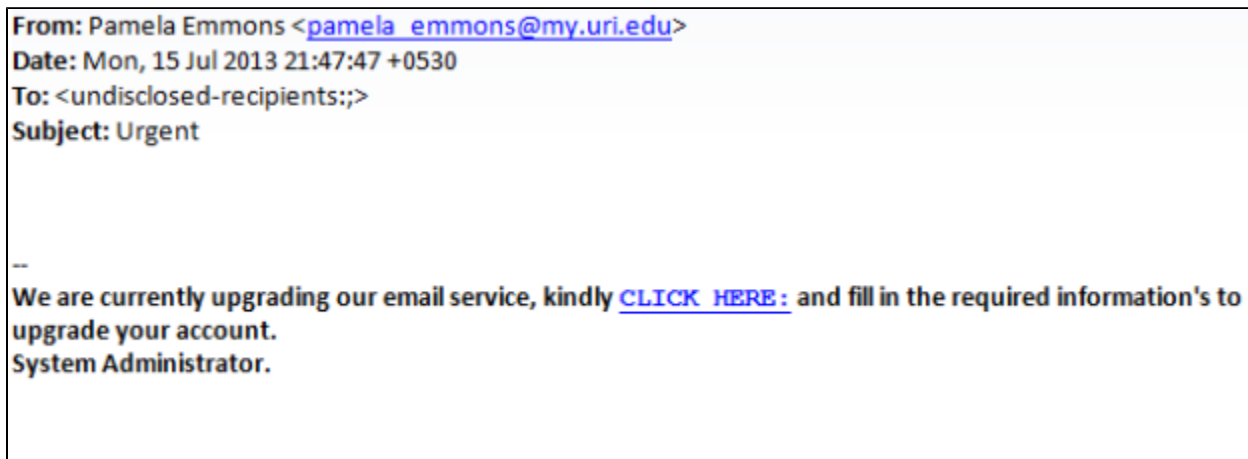 From: Pamela Emmons <pamela_emmons@my.uri.edu>
Date: Mon, 15 Jul 2013 21:47:47 +0530
To: <undisclosed-recipients:;>
Subject: Urgent
--
We are currently upgrading our email service, kindly CLICK HERE: and fill in the required information's to
upgrade your account.
System Administrator.